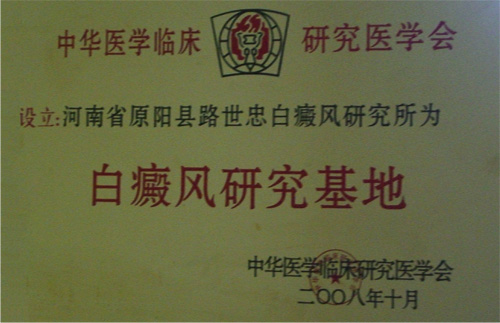 中华医学临床 研究医学会
设立:河南省原阳县路世忠白癜风研究所为
白癜风研究基地
中华医学临床研究医学会
二〇〇八年十月